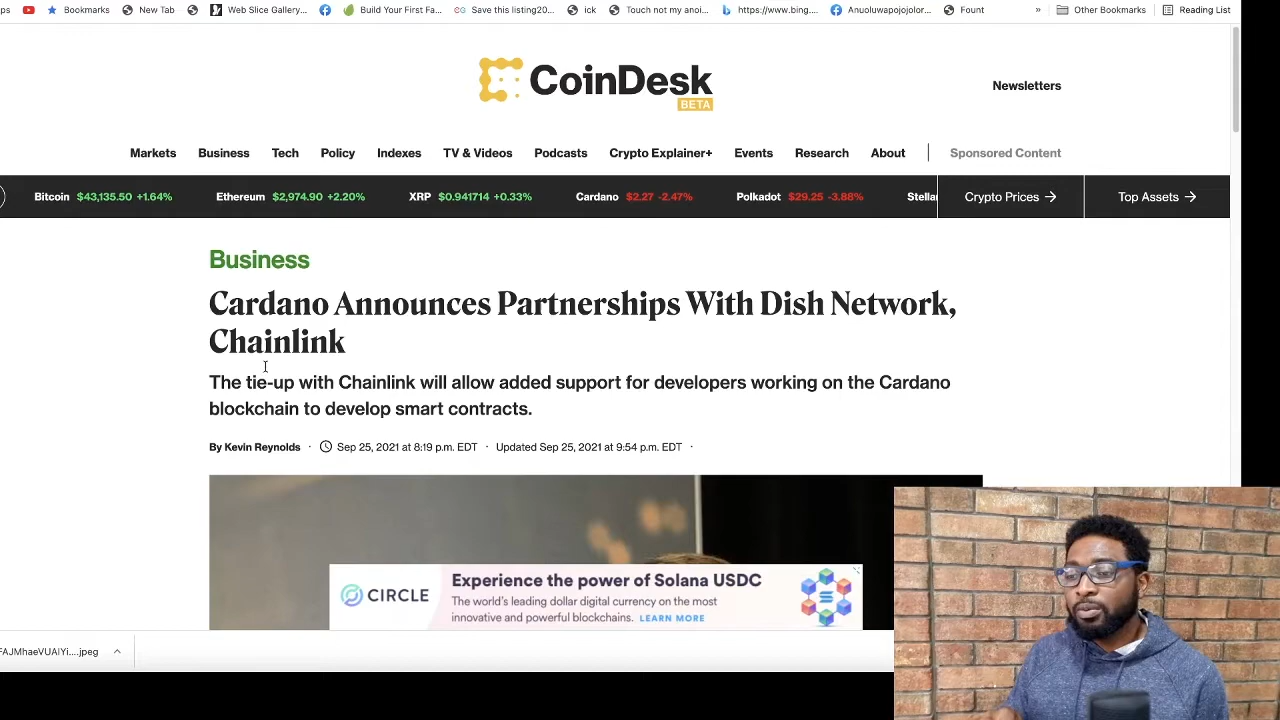 ps Bookmarks New Tab Web Slice Gallery... Build Your First Fa... Save this listing20... ick Touch not my anoi... https://www.bing.... Anuoluwapojojolor... Fount » Other Bookmarks Reading List
CoinDesk
BETA
Newsletters
Markets Business Tech Policy Indexes TV & Videos Podcasts Crypto Explainer+ Events Research About Sponsored Content
Bitcoin $43,135.50 +1.64% Ethereum $2,974.90 +2.20% XRP $0.941714 +0.33% Cardano $2.27 -2.47% Polkadot $29.25 -3.88% Stella Crypto Prices → Top Assets →
Business
Cardano Announces Partnerships With Dish Network,
Chainlink
The tie-up with Chainlink will allow added support for developers working on the Cardano
blockchain to develop smart contracts.
By Kevin Reynolds · Sep 25, 2021 at 8:19 p.m. EDT · Updated Sep 25, 2021 at 9:54 p.m. EDT ·
CIRCLE
Experience the power of Solana USDC
The world's leading dollar digital currency on the most
innovative and powerful blockchains. LEARN MORE
FAJMhaeVUAIYi....jpeg